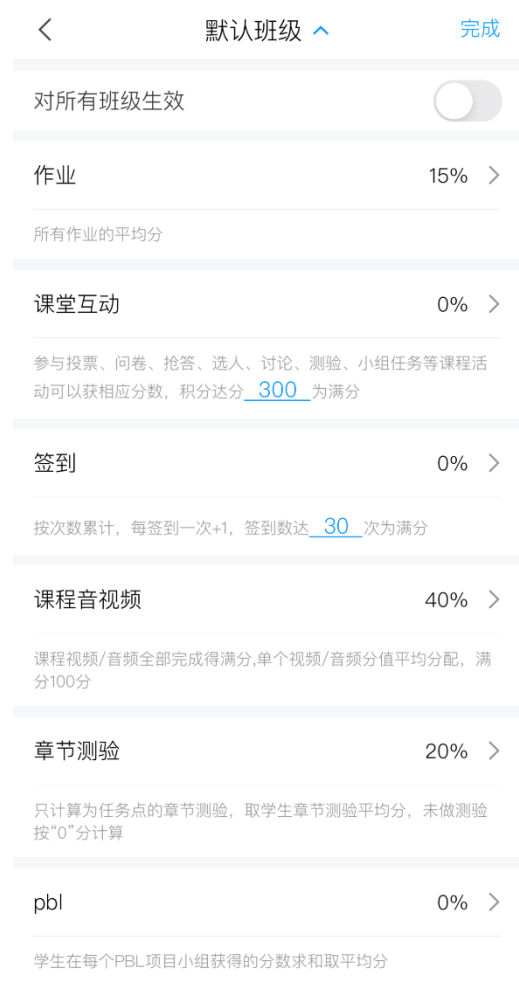 默认班级
完成
对所有班级生效
作业 15%
所有作业的平均分
课堂互动 0%
参与投票、问卷、抢答、选人、讨论、测验、小组任务等课程活
动可以获相应分数，积分达分 300 为满分
签到 0%
按次数累计，每签到一次+1，签到数达 30 次为满分
课程音视频 40%
课程视频/音频全部完成得满分,单个视频/音频分值平均分配，满
分100分
章节测验 20%
只计算为任务点的章节测验，取学生章节测验平均分，未做测验
按“0”分计算
pbl 0%
学生在每个PBL项目小组获得的分数求和取平均分